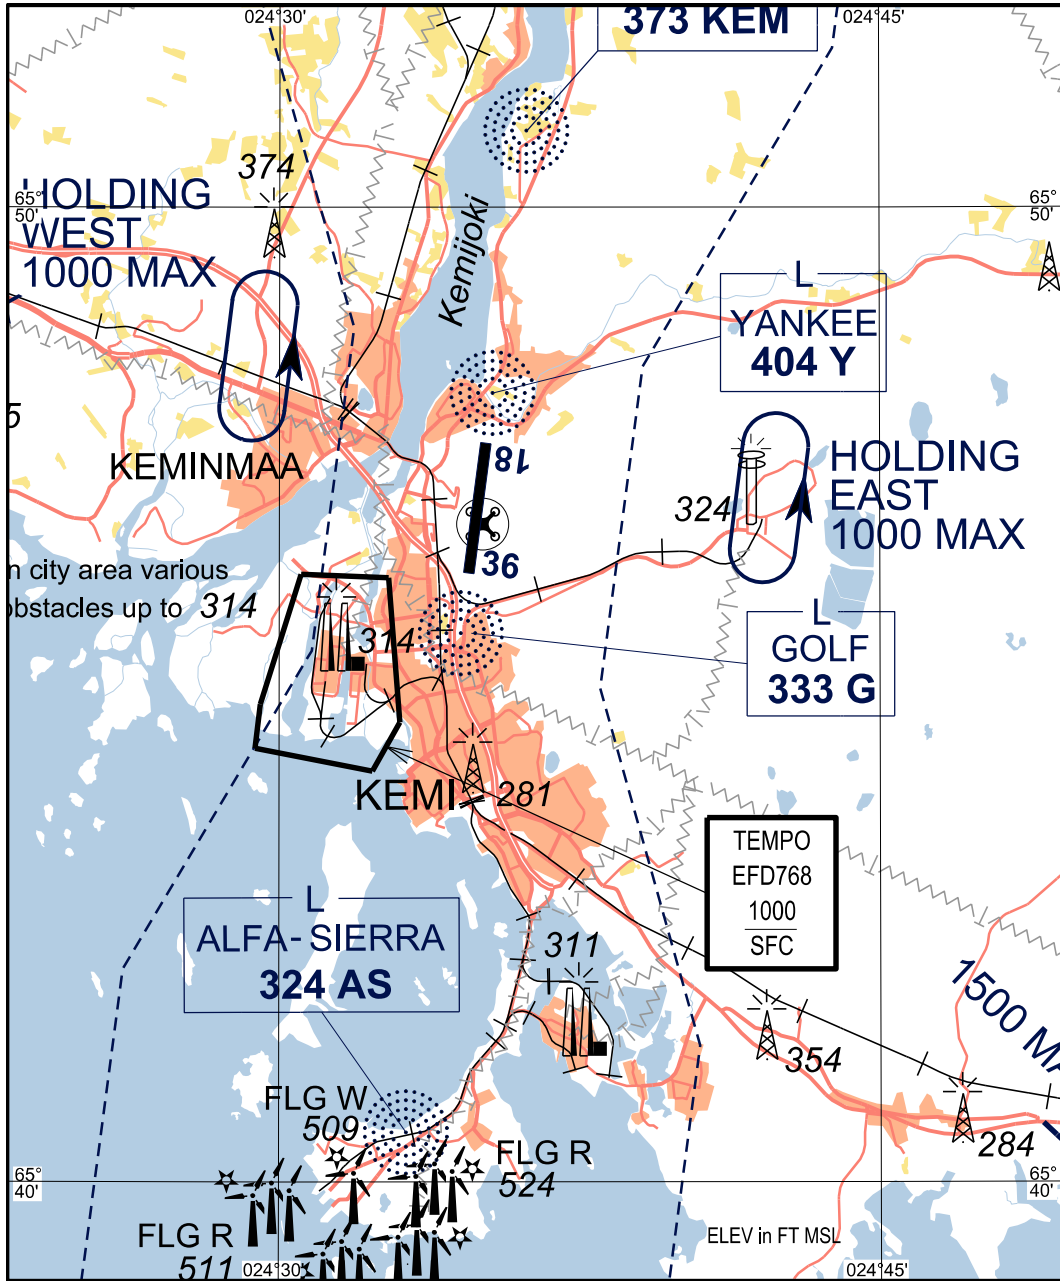 024°30'
373 KEM
024°45'
374
65°
50'
65°
50'
HOLDING
WEST
1000 MAX
Kemijoki
L
YANKEE
404 Y
5
KEMINMAA
18
36
324
HOLDING
EAST
1000 MAX
n city area various
obstacles up to 314
314
L
GOLF
333 G
KEMI
281
TEMPO
EFD768
1000
SFC
L
ALFA-SIERRA
324 AS
311
1500 MA
354
284
FLG W
509
FLG R
524
65°
40'
65°
40'
FLG R
511
ELEV in FT MSL
024°30'
024°45'